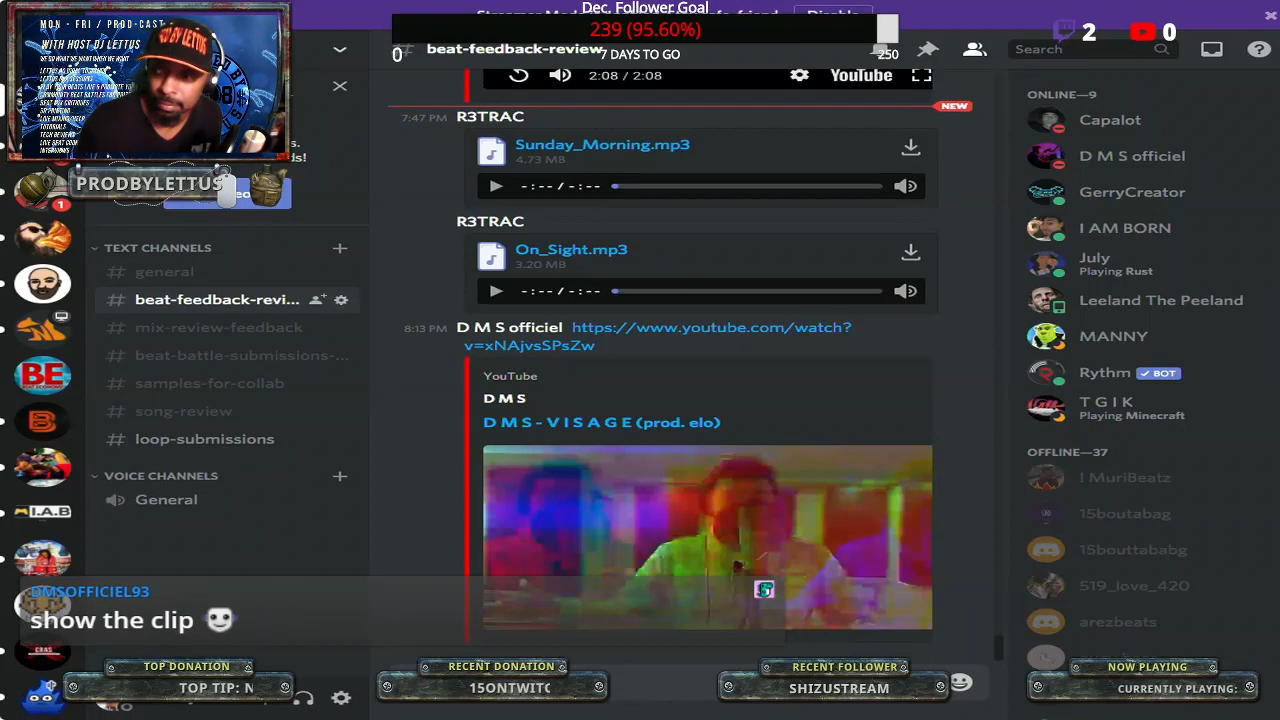 Dec. Follower Goal
239 (95.60%)
0
7 DAYS TO GO
250
2
0
MON - FRI / PROD-CAST
WITH HOST DJ LETTUS
PRODBYLETTUS
1
# beat-feedback-review
Search
2:08 / 2:08
YouTube
NEW
7:47 PM R3TRAC
Sunday_Morning.mp3
4.73 MB
-:-- / -:--
R3TRAC
On_Sight.mp3
3.20 MB
-:-- / -:--
8:13 PM D M S officiel https://www.youtube.com/watch?
v=xNAjvsSPsZw
YouTube
D M S
D M S - V I S A G E (prod. elo)
TEXT CHANNELS
# general
# beat-feedback-revi...
# mix-review-feedback
# beat-battle-submissions-...
# samples-for-collab
# song-review
# loop-submissions
VOICE CHANNELS
General
BE
B
I.A.B
ONLINE—9
Capalot
D M S officiel
GerryCreator
I AM BORN
July
Playing Rust
Leeland The Peeland
MANNY
Rythm BOT
T G I K
Playing Minecraft
OFFLINE—37
I MuriBeatz
15boutabag
15bouttababg
519_love_420
arezbeats
DMSOFFICIEL93
show the clip
TOP DONATION
TOP TIP: N
RECENT DONATION
15ONTWITC
RECENT FOLLOWER
SHIZUSTREAM
NOW PLAYING
CURRENTLY PLAYING: